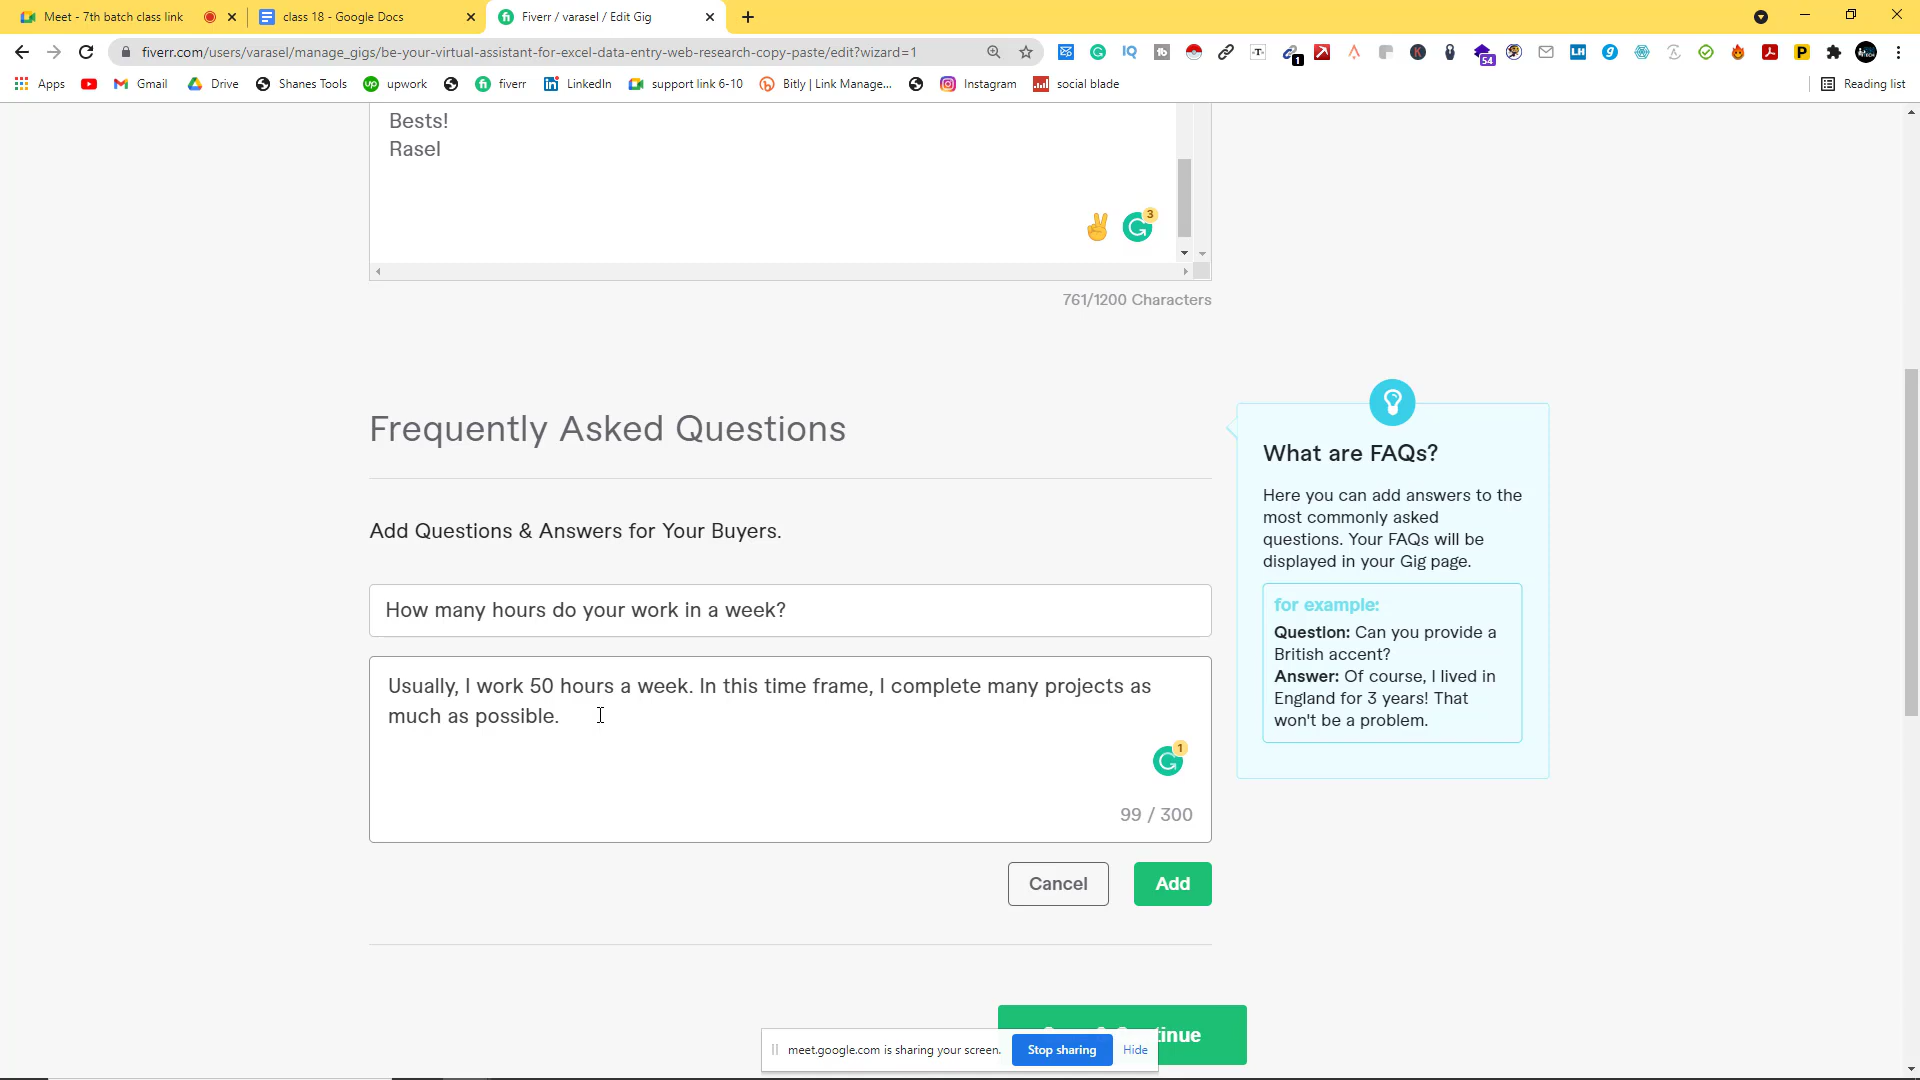 Meet - 7th batch class link
class 18 - Google Docs
Fiverr / varasel / Edit Gig
fiverr.com/users/varasel/manage_gigs/be-your-virtual-assistant-for-excel-data-entry-web-research-copy-paste/edit?wizard=1
Apps
Gmail
Drive
Shanes Tools
upwork
fiverr
LinkedIn
support link 6-10
Bitly | Link Manage...
Instagram
social blade
Reading list
Bests!
Rasel
3
761/1200 Characters
Frequently Asked Questions
Add Questions & Answers for Your Buyers.
How many hours do your work in a week?
Usually, I work 50 hours a week. In this time frame, I complete many projects as
much as possible.
1
99 / 300
Cancel
Add
What are FAQs?
Here you can add answers to the
most commonly asked
questions. Your FAQs will be
displayed in your Gig page.
for example:
Question: Can you provide a
British accent?
Answer: Of course, I lived in
England for 3 years! That
won't be a problem.
meet.google.com is sharing your screen.
Stop sharing
Hide